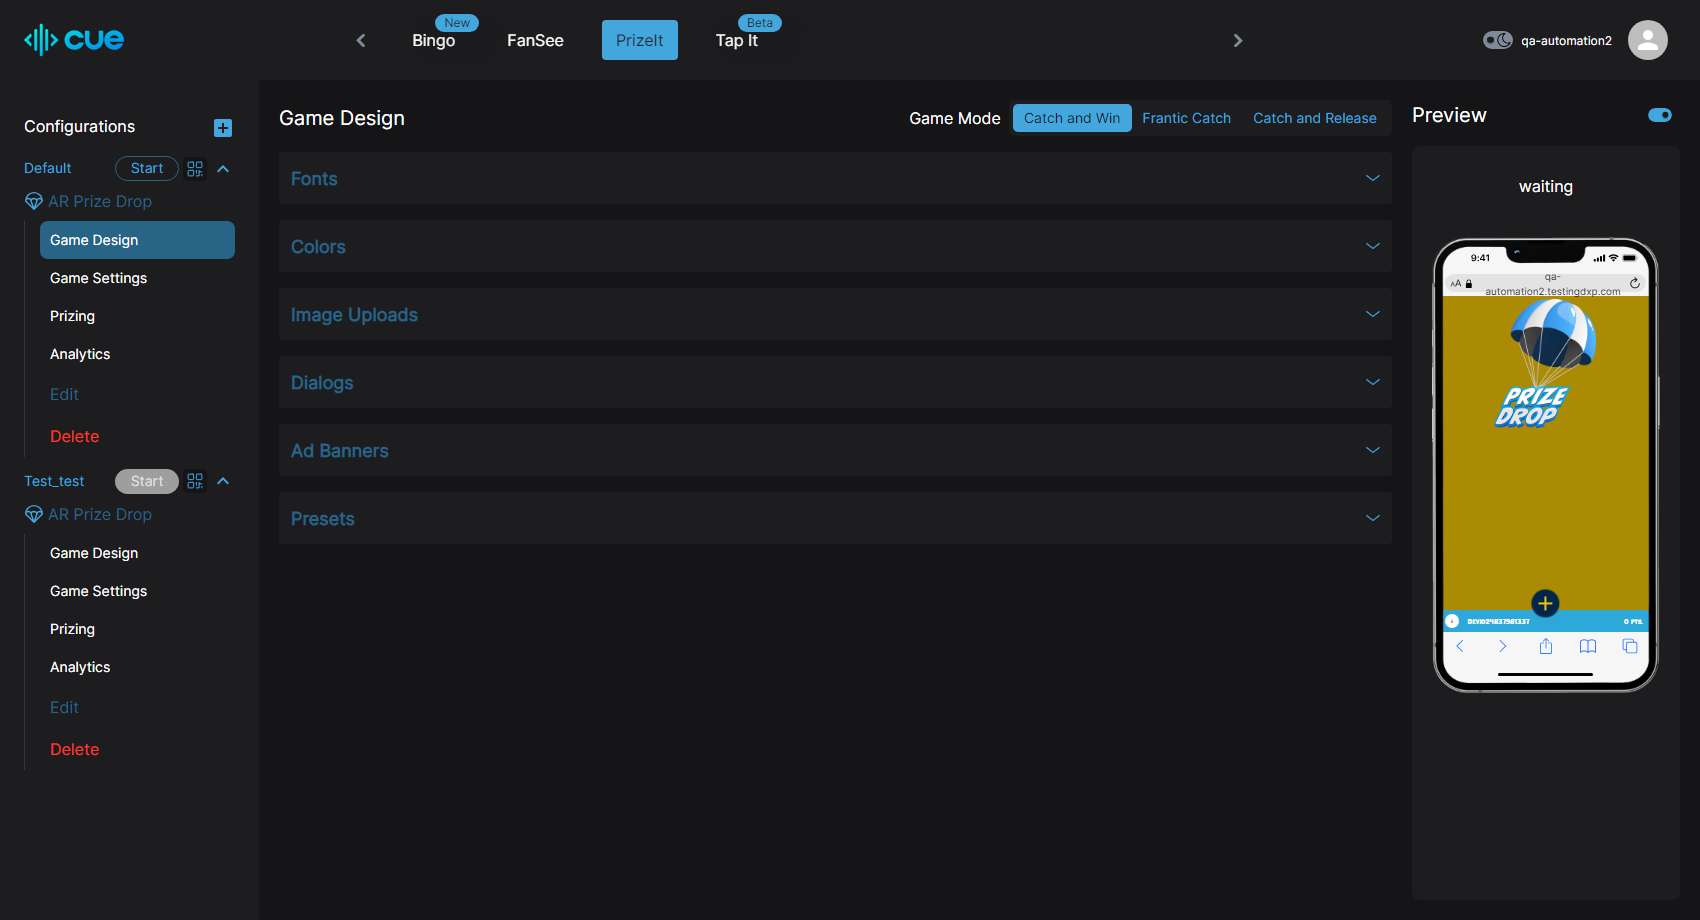 cue
New
Bingo
FanSee
PrizeIt
Beta
Tap It
qa-automation2
Configurations
Default
Start
AR Prize Drop
Game Design
Game Settings
Prizing
Analytics
Edit
Delete
Test_test
Start
AR Prize Drop
Game Design
Game Settings
Prizing
Analytics
Edit
Delete
Game Design
Game Mode
Catch and Win
Frantic Catch
Catch and Release
Fonts
Colors
Image Uploads
Dialogs
Ad Banners
Presets
Preview
waiting
9:41
AA
qa-
automation2.testingdxp.com
PRIZE
DROP
0 PTS.